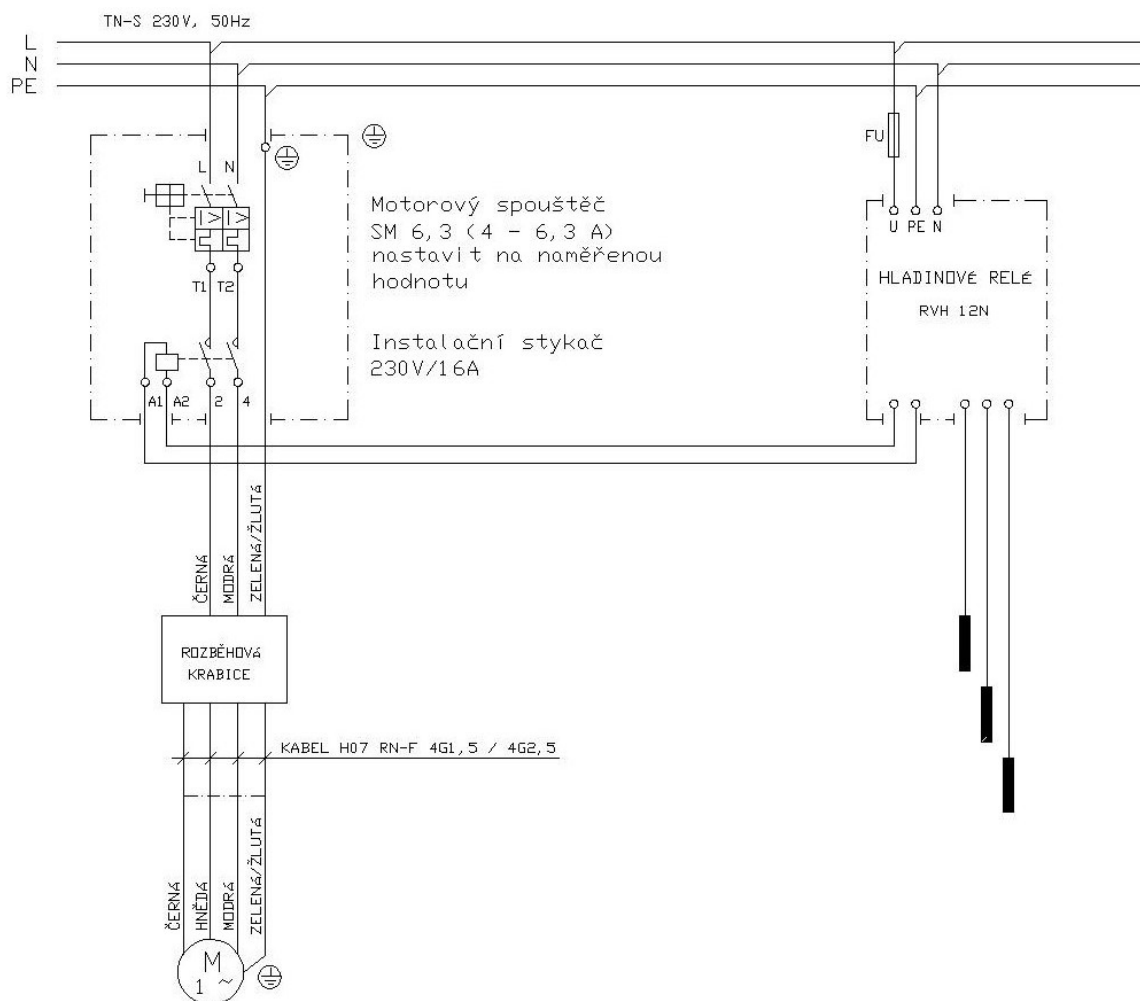 TN-S 230V, 50Hz
L
N
PE
FU
L N
U PE N
Motorový spouštěč
SM 6,3 (4 - 6,3 A)
nastavit na naměřenou
hodnotu
HLADINOVÉ RELÉ
RVH 12N
T1 T2
Instalační stykač
230V/16A
A1 A2 2 4
ČERNÁ
MODRÁ
ZELENÁ/ŽLUTÁ
ROZBĚHOVÁ
KRABICE
KABEL H07 RN-F 4G1,5 / 4G2,5
ČERNÁ
HNĚDÁ
MODRÁ
ZELENÁ/ŽLUTÁ
M
1 ~